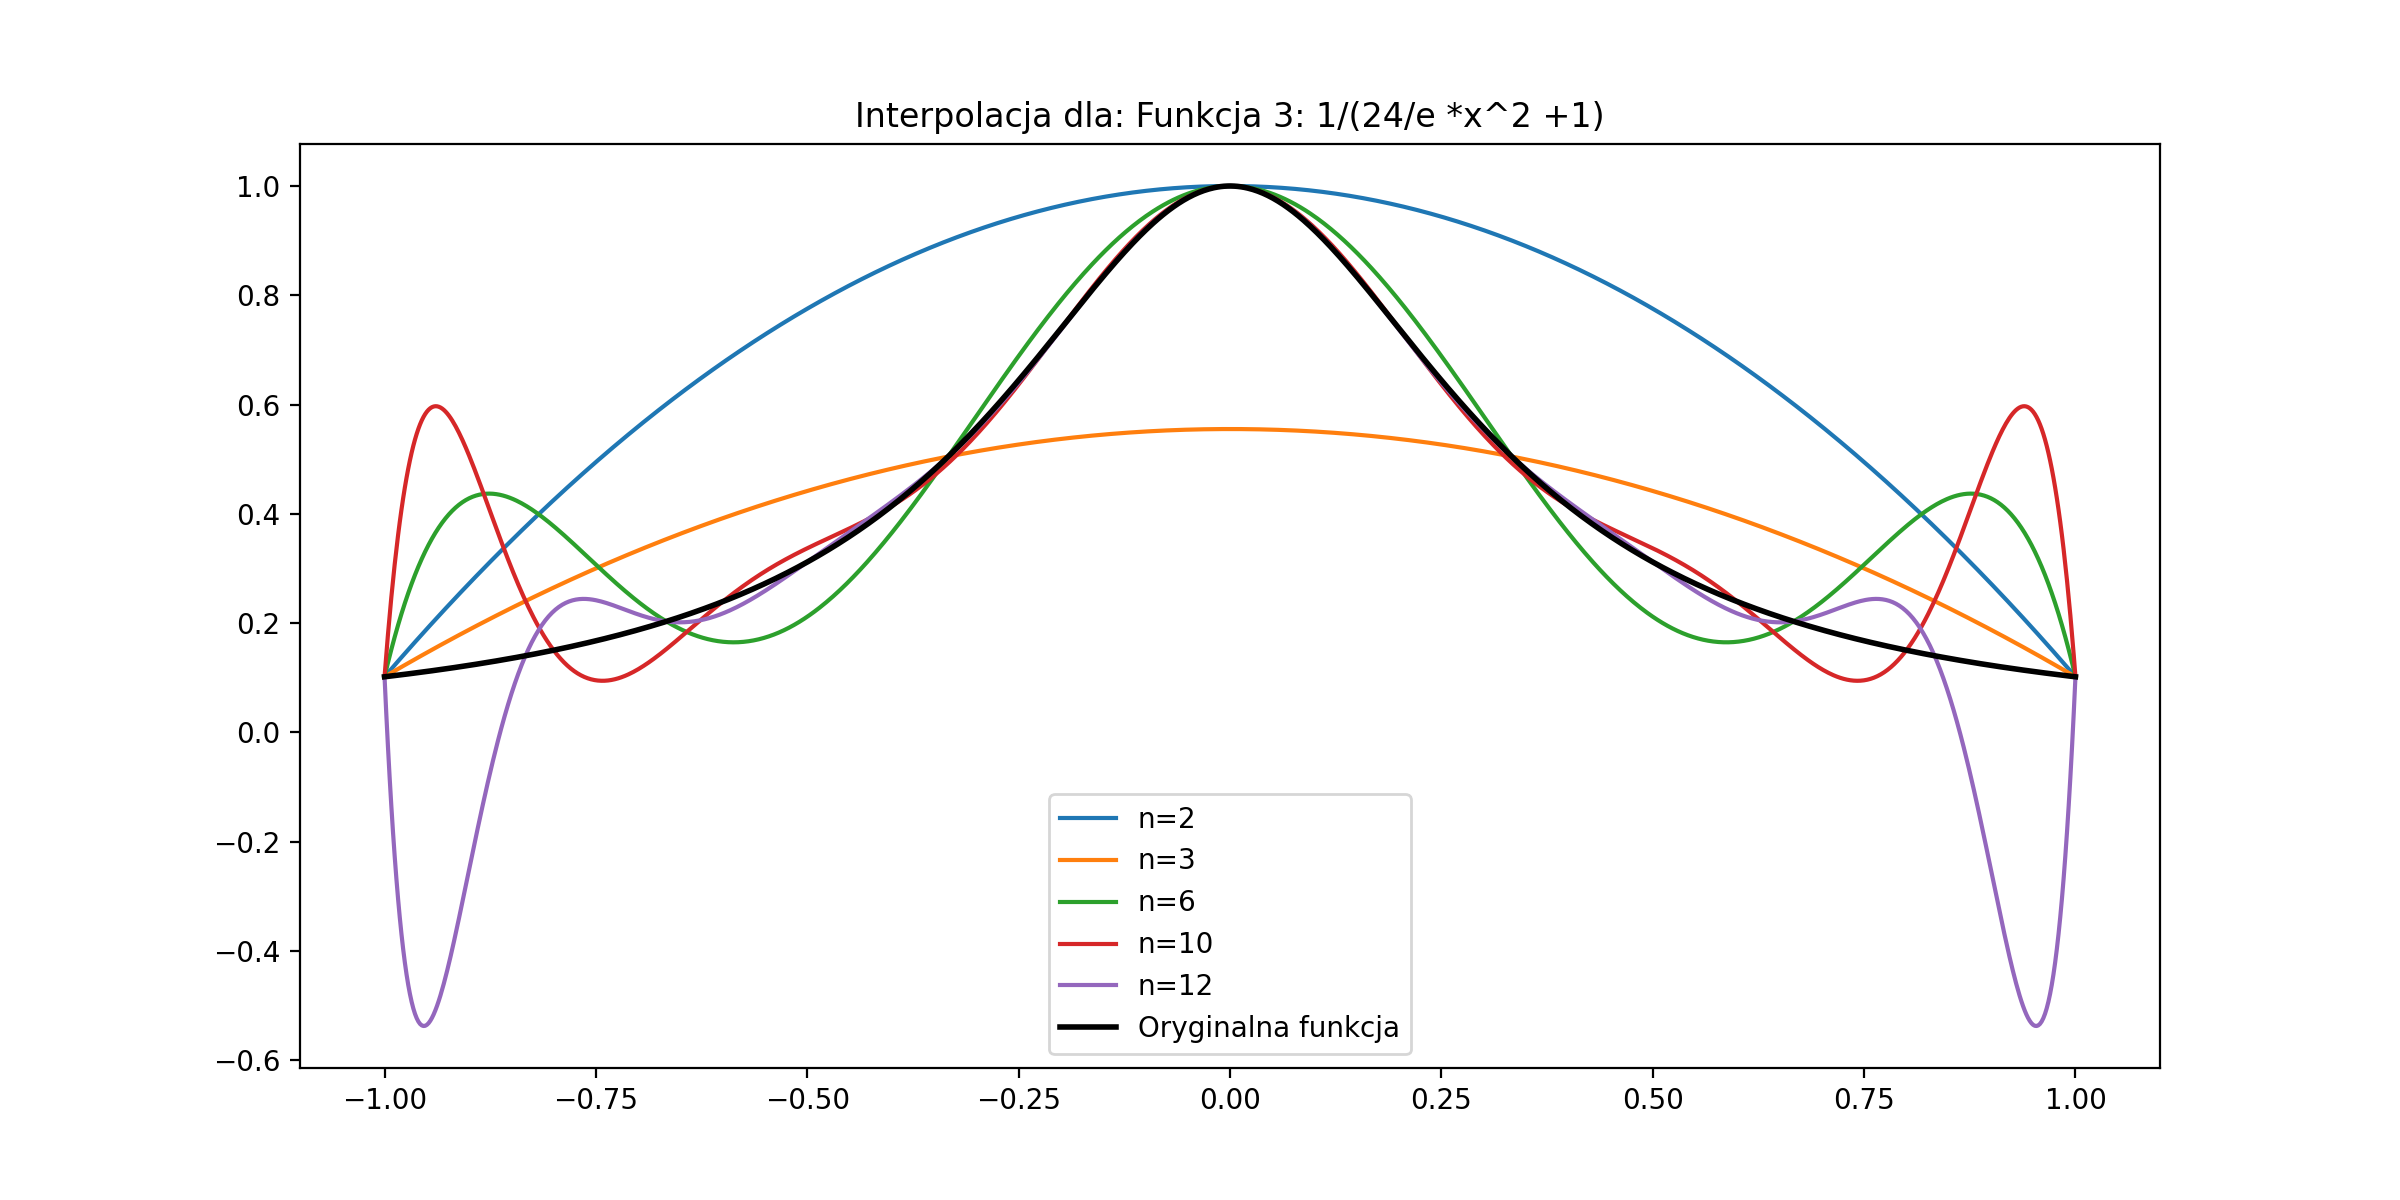 Interpolacja dla: Funkcja 3: 1/(24/e *x^2 +1)
1.0
0.8
0.6
0.4
0.2
0.0
−0.2
−0.4
−0.6
n=2
n=3
n=6
n=10
n=12
Oryginalna funkcja
−1.00 −0.75 −0.50 −0.25 0.00 0.25 0.50 0.75 1.00